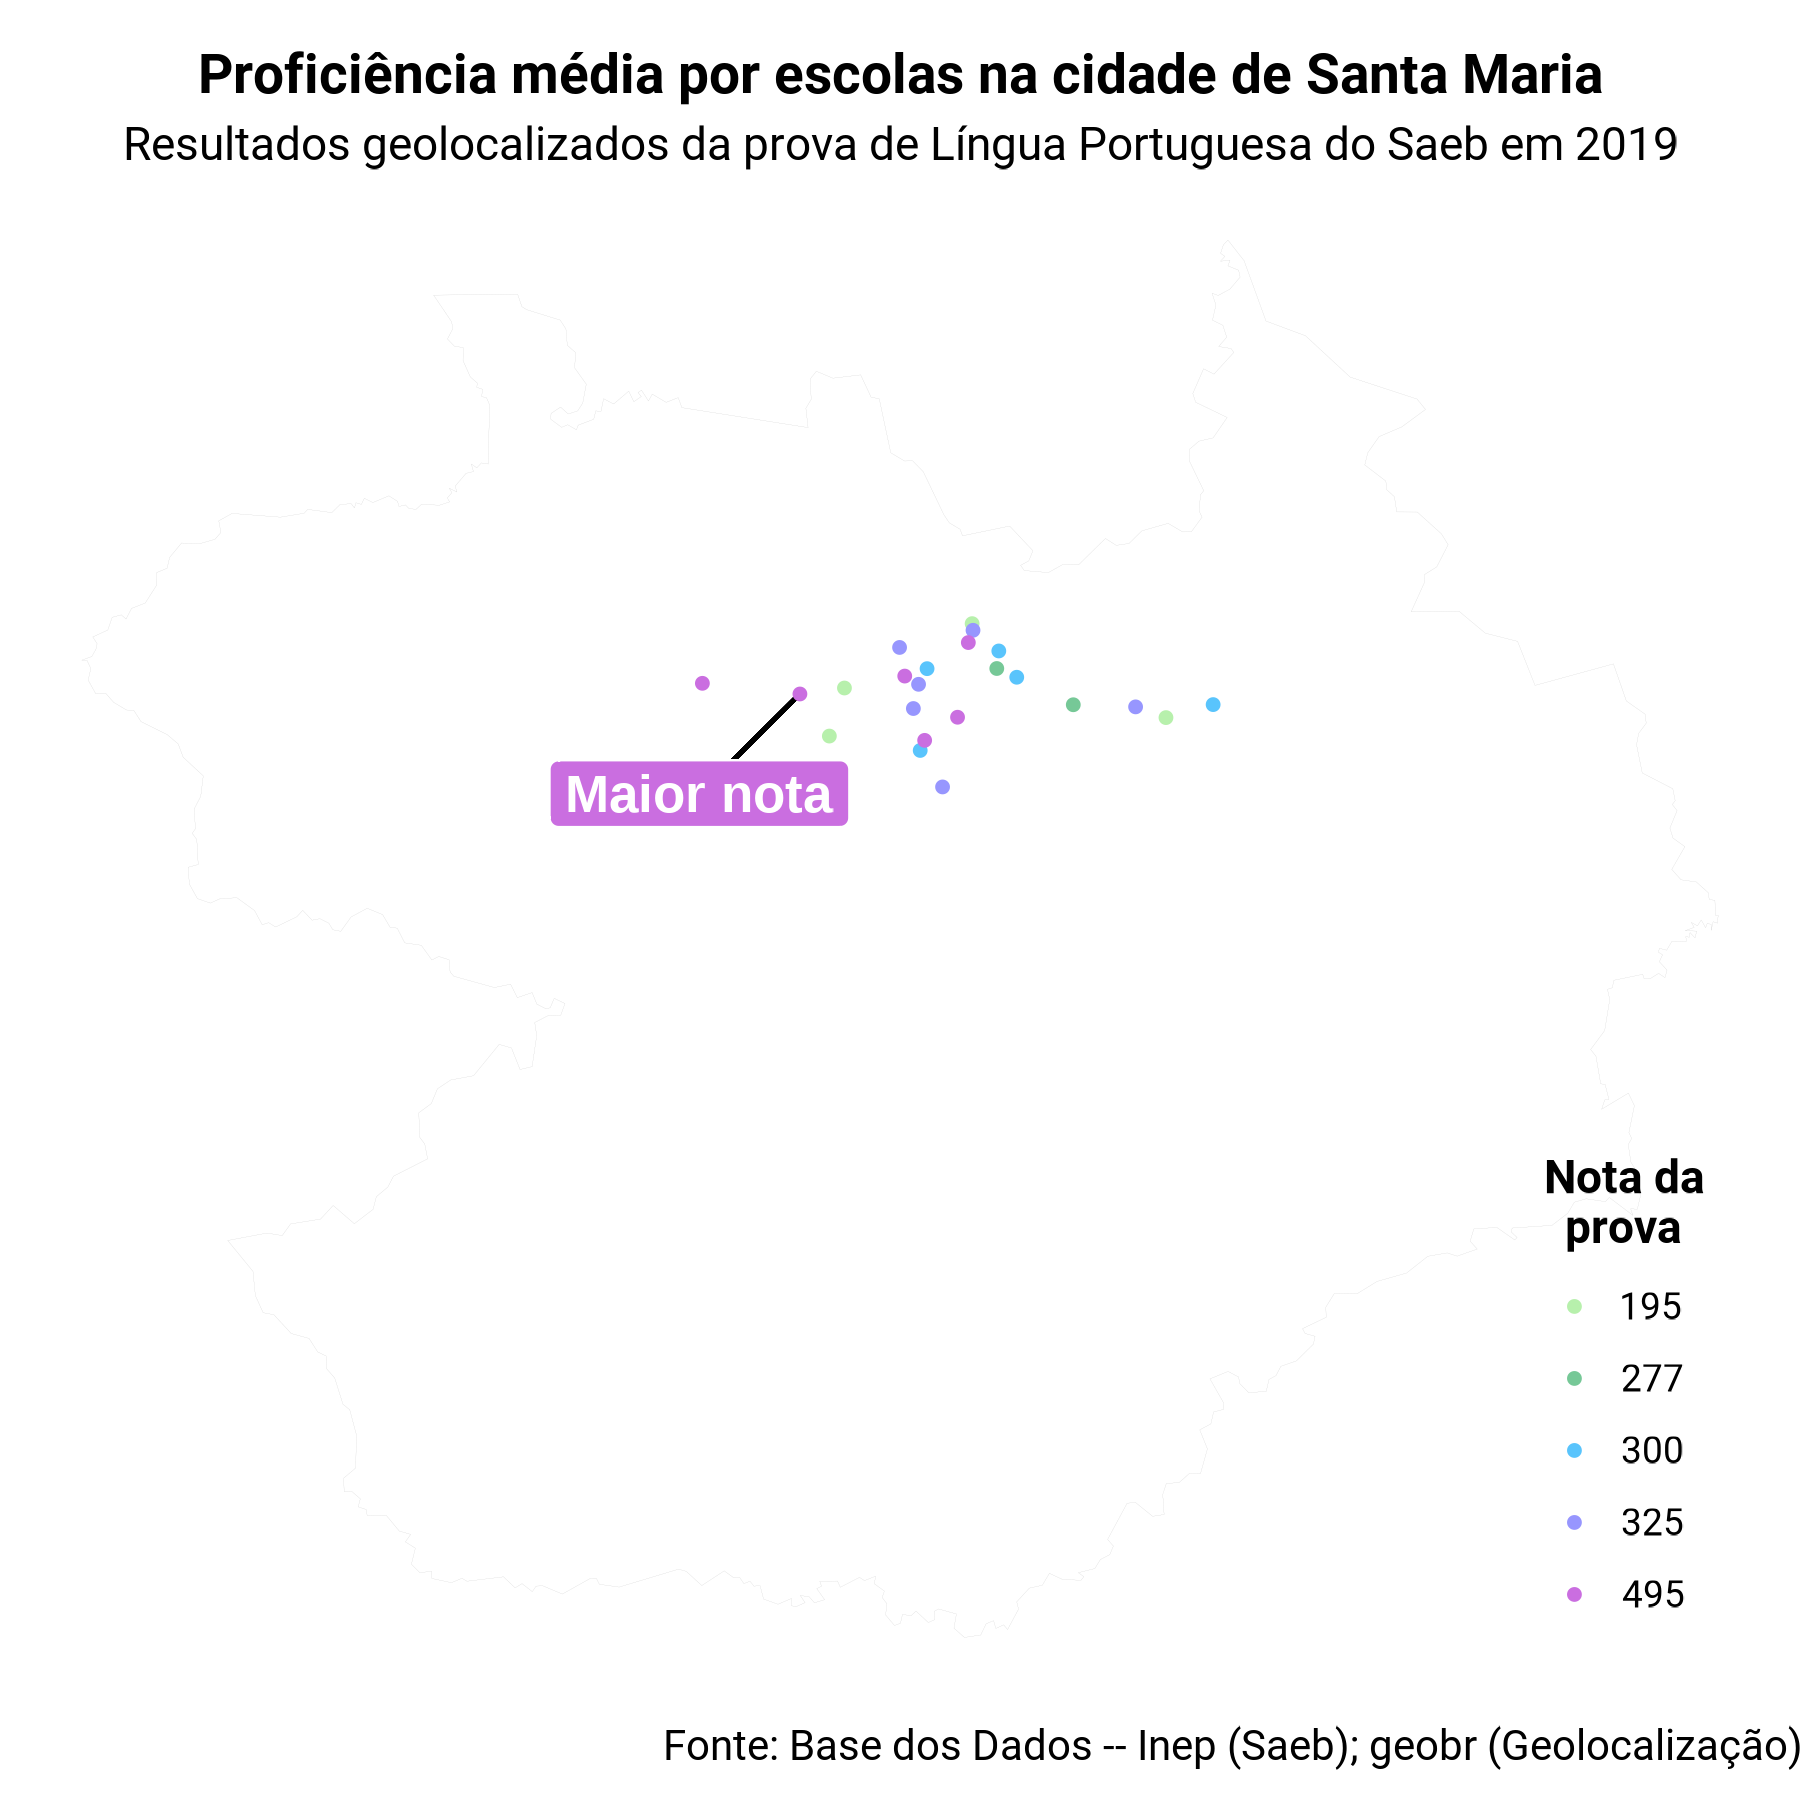 Proficiência média por escolas na cidade de Santa Maria
Resultados geolocalizados da prova de Língua Portuguesa do Saeb em 2019
Maior nota
Nota da
prova
195
277
300
325
495
Fonte: Base dos Dados -- Inep (Saeb); geobr (Geolocalização)